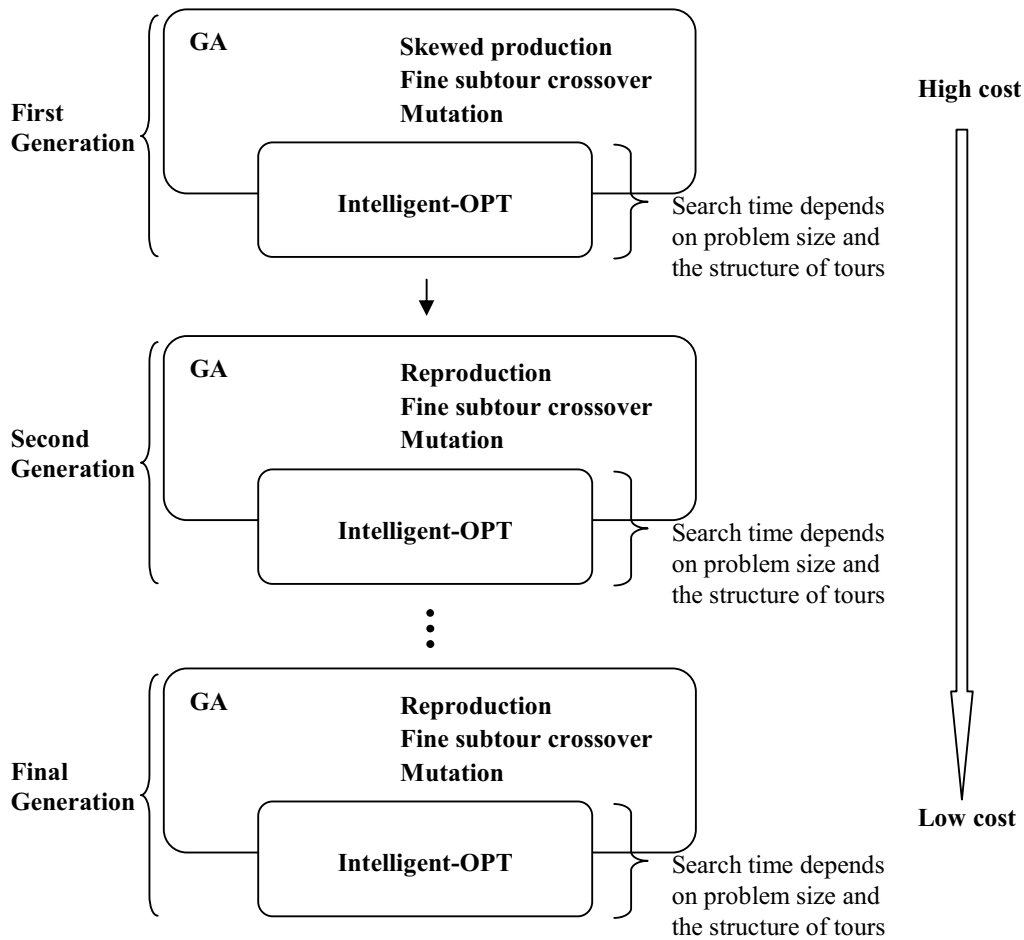 GA
Skewed production
Fine subtour crossover
Mutation
High cost
First
Generation
Intelligent-OPT
Search time depends
on problem size and
the structure of tours
GA
Reproduction
Fine subtour crossover
Mutation
Second
Generation
Intelligent-OPT
Search time depends
on problem size and
the structure of tours
GA
Reproduction
Fine subtour crossover
Mutation
Final
Generation
Low cost
Intelligent-OPT
Search time depends
on problem size and
the structure of tours